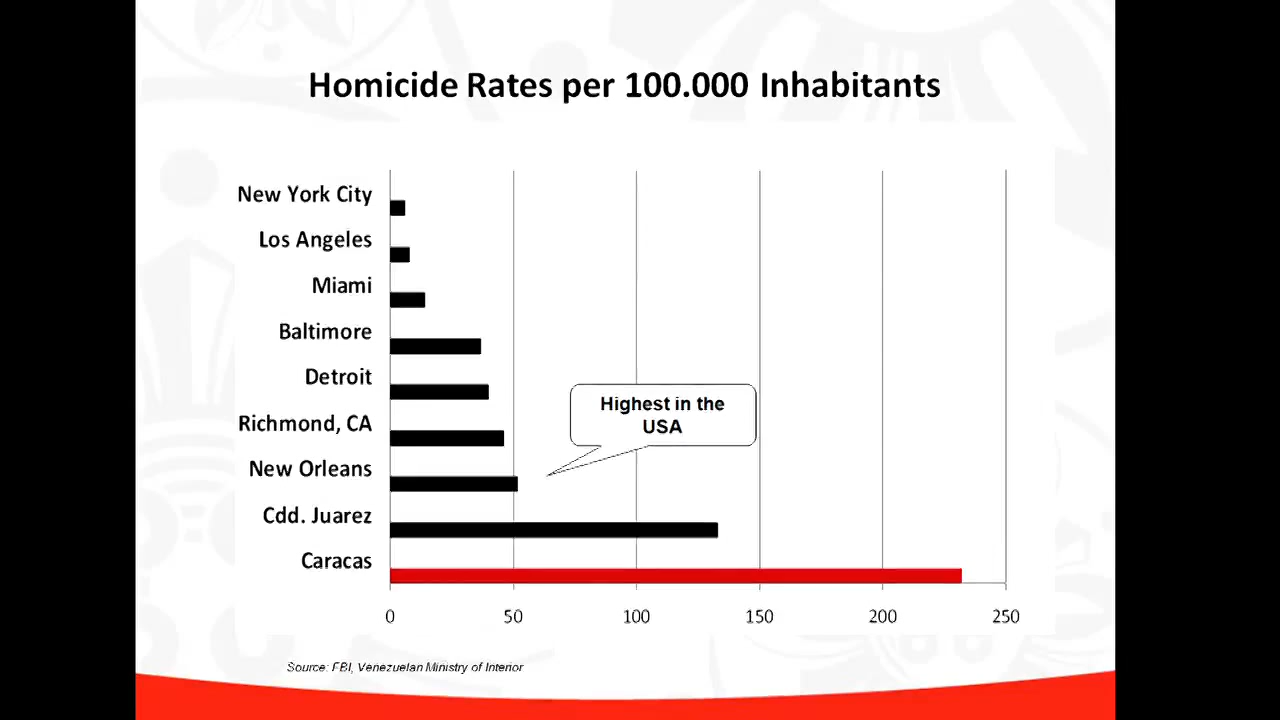 Homicide Rates per 100.000 Inhabitants
New York City
Los Angeles
Miami
Baltimore
Detroit
Highest in the
USA
Richmond, CA
New Orleans
Cdd. Juarez
Caracas
0 50 100 150 200 250
Source: FBI, Venezuelan Ministry of Interior